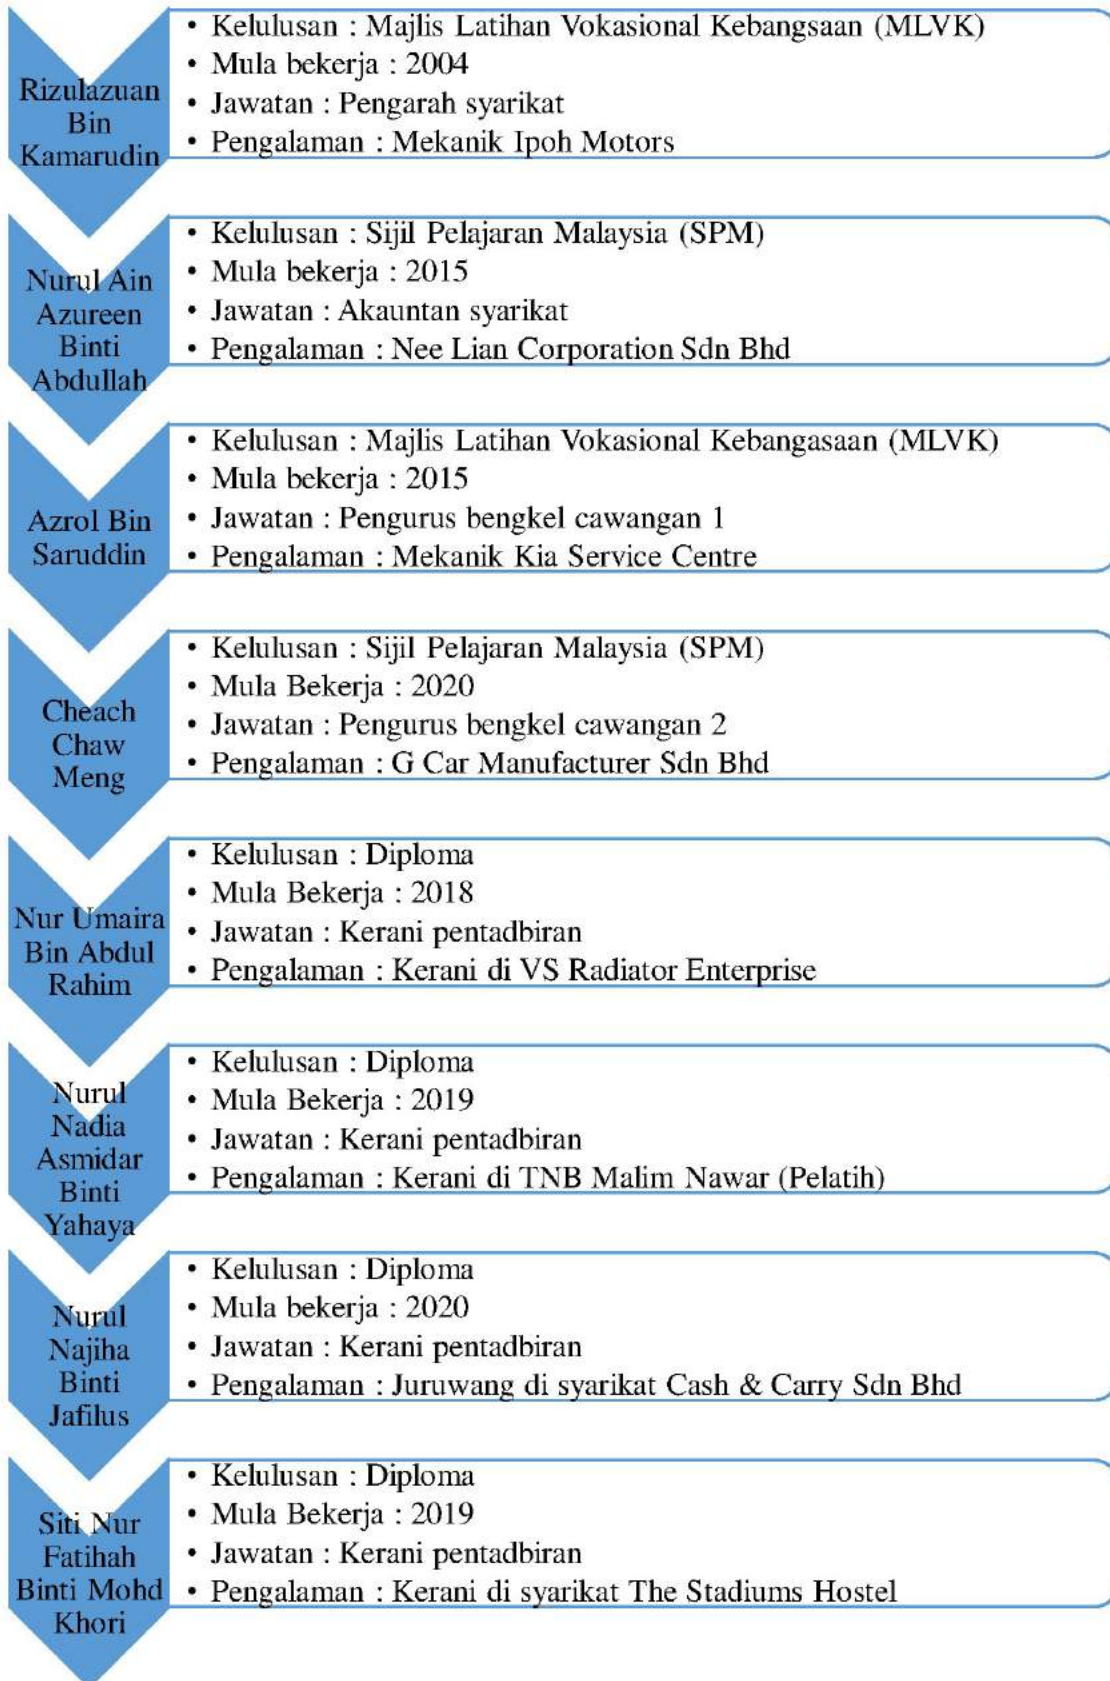 Rizulazuan
Bin
Kamarudin
• Kelulusan : Majlis Latihan Vokasional Kebangsaan (MLVK)
• Mula bekerja : 2004
• Jawatan : Pengarah syarikat
• Pengalaman : Mekanik Ipoh Motors
Nurul Ain
Azureen
Binti
Abdullah
• Kelulusan : Sijil Pelajaran Malaysia (SPM)
• Mula bekerja : 2015
• Jawatan : Akauntan syarikat
• Pengalaman : Nee Lian Corporation Sdn Bhd
Azrol Bin
Saruddin
• Kelulusan : Majlis Latihan Vokasional Kebangasaan (MLVK)
• Mula bekerja : 2015
• Jawatan : Pengurus bengkel cawangan 1
• Pengalaman : Mekanik Kia Service Centre
Cheach
Chaw
Meng
• Kelulusan : Sijil Pelajaran Malaysia (SPM)
• Mula Bekerja : 2020
• Jawatan : Pengurus bengkel cawangan 2
• Pengalaman : G Car Manufacturer Sdn Bhd
Nur Umaira
Bin Abdul
Rahim
• Kelulusan : Diploma
• Mula Bekerja : 2018
• Jawatan : Kerani pentadbiran
• Pengalaman : Kerani di VS Radiator Enterprise
Nurul
Nadia
Asmidar
Binti
Yahaya
• Kelulusan : Diploma
• Mula Bekerja : 2019
• Jawatan : Kerani pentadbiran
• Pengalaman : Kerani di TNB Malim Nawar (Pelatih)
Nurul
Najiha
Binti
Jafilus
• Kelulusan : Diploma
• Mula bekerja : 2020
• Jawatan : Kerani pentadbiran
• Pengalaman : Juruwang di syarikat Cash & Carry Sdn Bhd
Siti Nur
Fatihah
Binti Mohd
Khori
• Kelulusan : Diploma
• Mula Bekerja : 2019
• Jawatan : Kerani pentadbiran
• Pengalaman : Kerani di syarikat The Stadiums Hostel